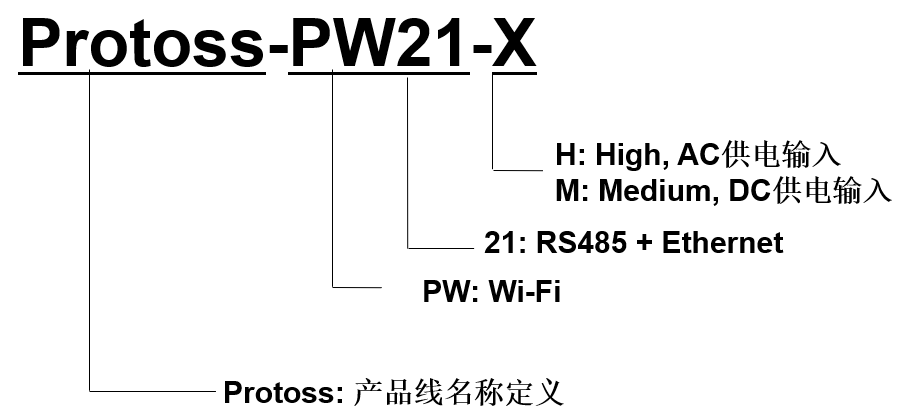 Protoss-PW21-X
H: High, AC供电输入
M: Medium, DC供电输入
21: RS485 + Ethernet
PW: Wi-Fi
Protoss: 产品线名称定义